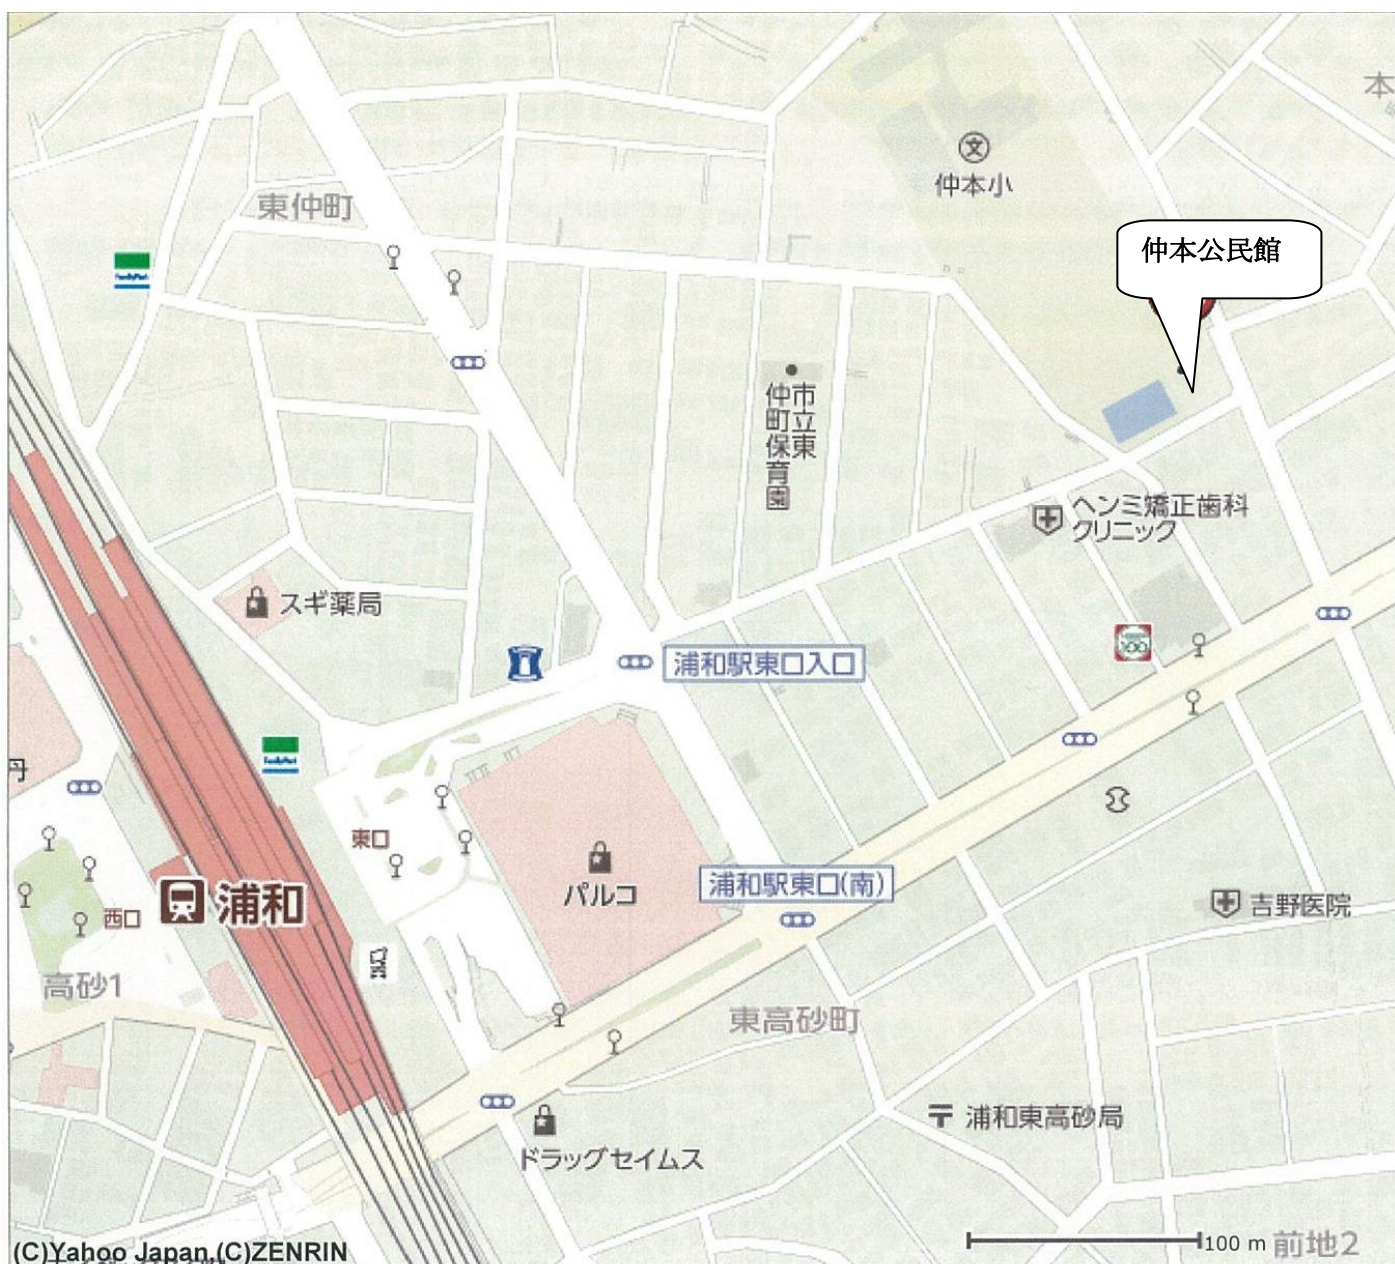 本
仲本小
東仲町
仲本公民館
FamilyMart
市立東
仲町保育園
ヘンミ矯正歯科
クリニック
スギ薬局
100
浦和駅東口入口
FamilyMart
丹
東口
パルコ
浦和駅東口(南)
浦和
西口
吉野医院
高砂1
東高砂町
浦和東高砂局
ドラッグセイムス
100 m
前地2
(C)Yahoo Japan,(C)ZENRIN